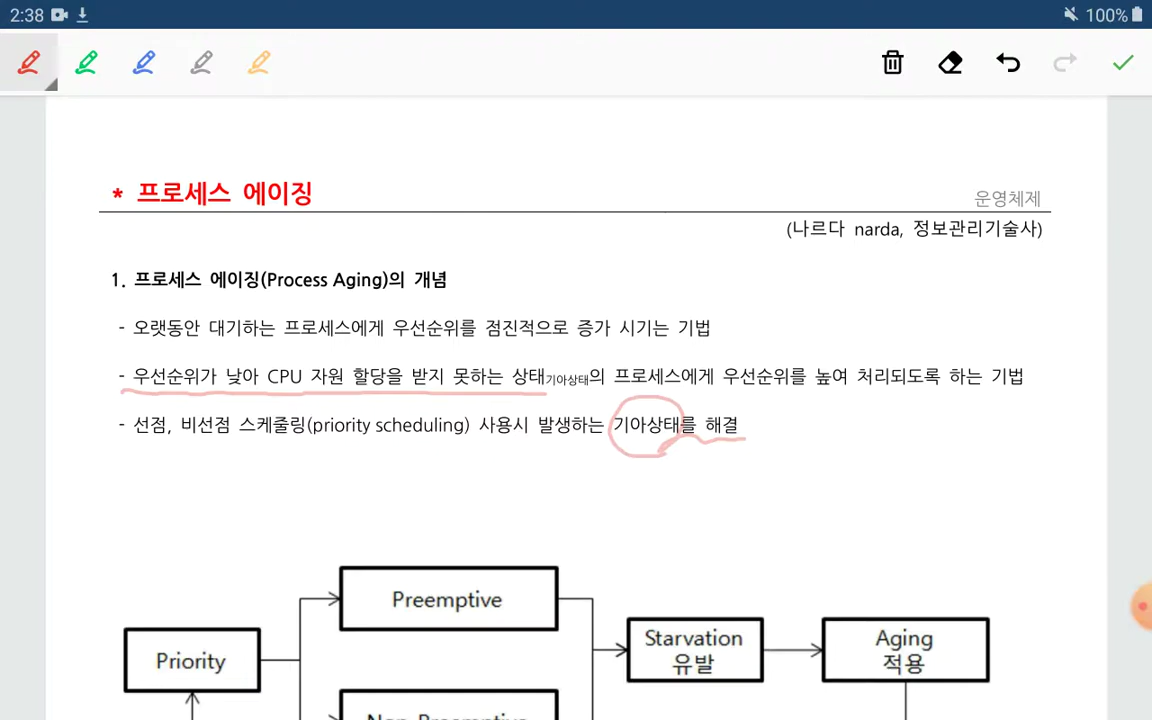 2:38
100%
* 프로세스 에이징
운영체제
(나르다 narda, 정보관리기술사)
1. 프로세스 에이징(Process Aging)의 개념
- 오랫동안 대기하는 프로세스에게 우선순위를 점진적으로 증가 시기는 기법
- 우선순위가 낮아 CPU 자원 할당을 받지 못하는 상태기아상태의 프로세스에게 우선순위를 높여 처리되도록 하는 기법
- 선점, 비선점 스케줄링(priority scheduling) 사용시 발생하는 기아상태를 해결
Preemptive
Priority
Starvation
유발
Aging
적용
Non-Preemptive